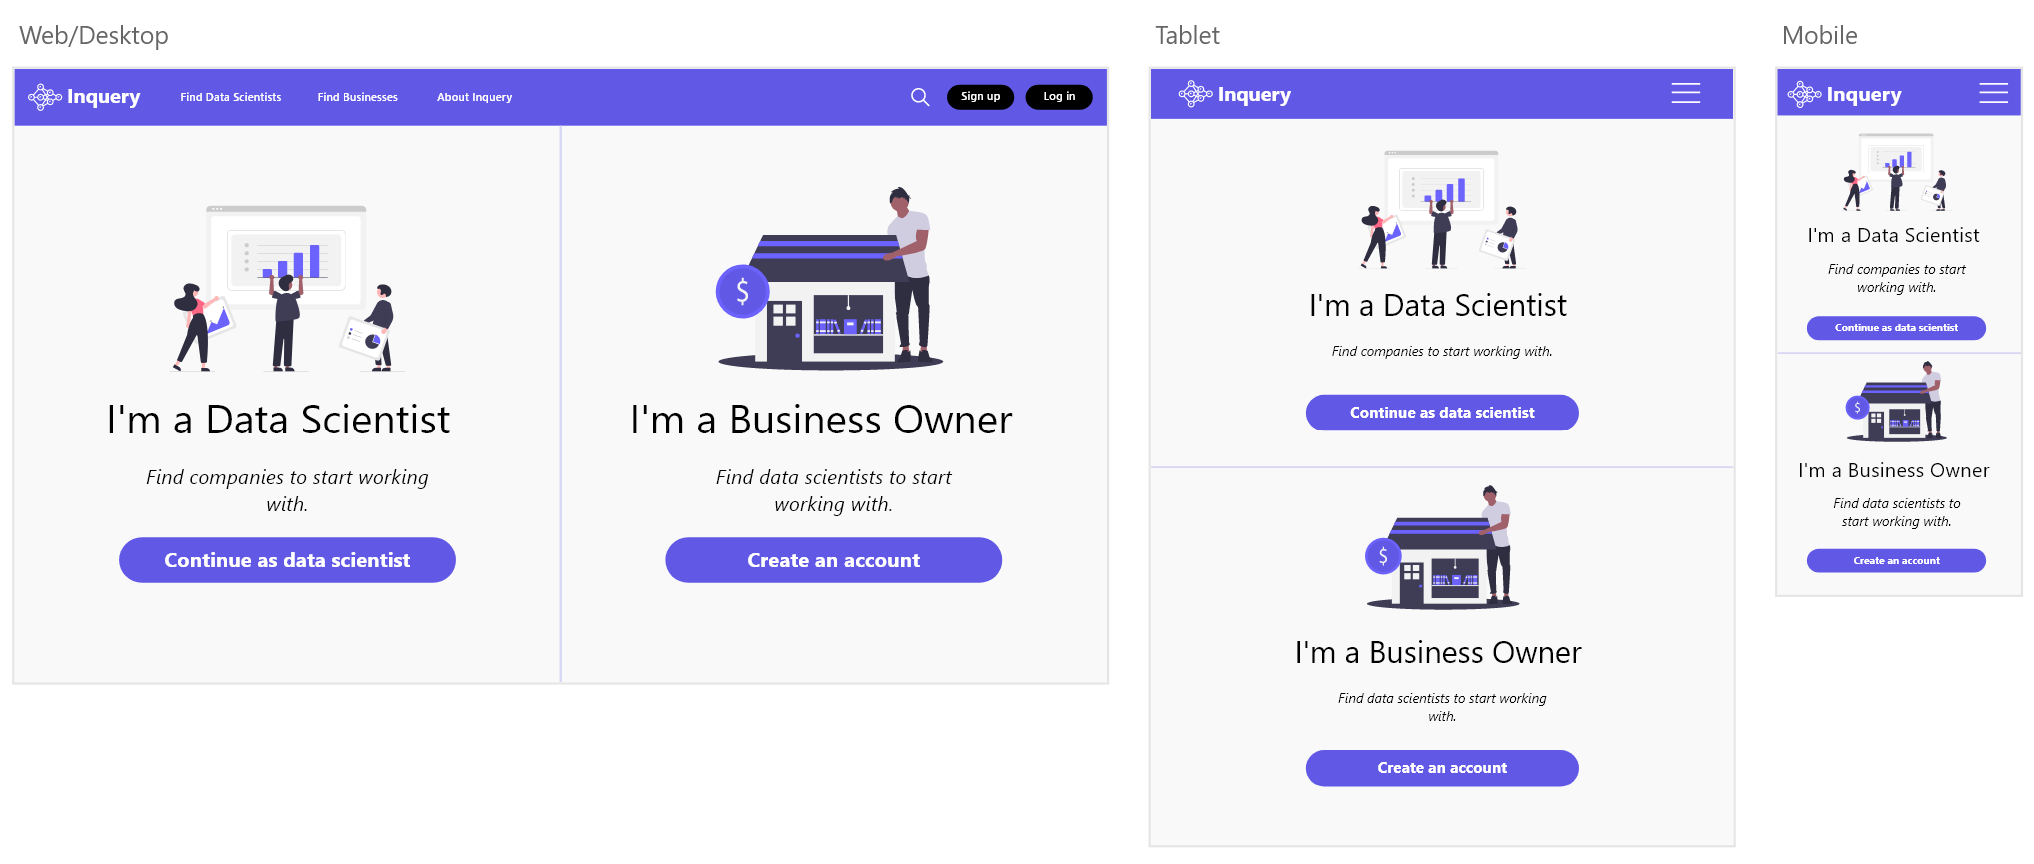 Web/Desktop
Inquery
Find Data Scientists
Find Businesses
About Inquery
Sign up
Log in
$
I'm a Data Scientist
Find companies to start working
with.
Continue as data scientist
I'm a Business Owner
Find data scientists to start
working with.
Create an account
Tablet
Inquery
I'm a Data Scientist
Find companies to start working with.
Continue as data scientist
$
I'm a Business Owner
Find data scientists to start working
with.
Create an account
Mobile
Inquery
I'm a Data Scientist
Find companies to start
working with.
Continue as data scientist
$
I'm a Business Owner
Find data scientists to
start working with.
Create an account